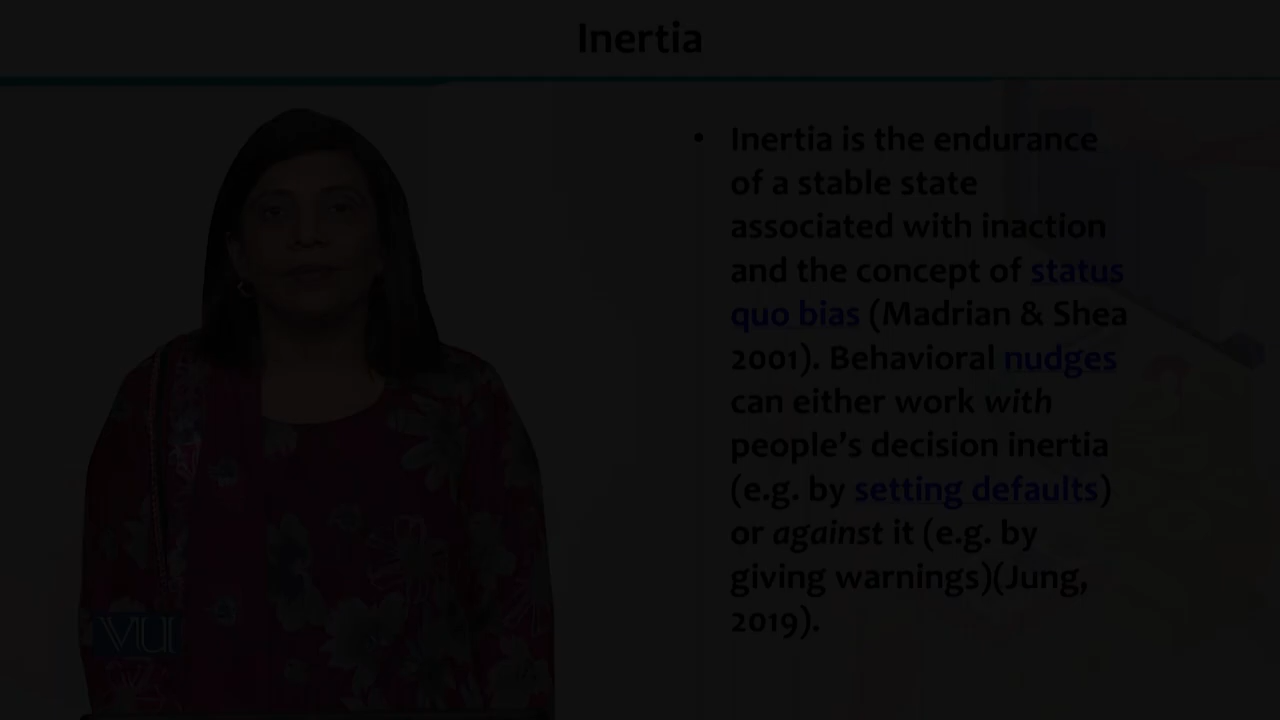 Inertia
• Inertia is the endurance
of a stable state
associated with inaction
and the concept of status
quo bias (Madrian & Shea
2001). Behavioral nudges
can either work with
people’s decision inertia
(e.g. by setting defaults)
or against it (e.g. by
giving warnings)(Jung,
2019).
VU